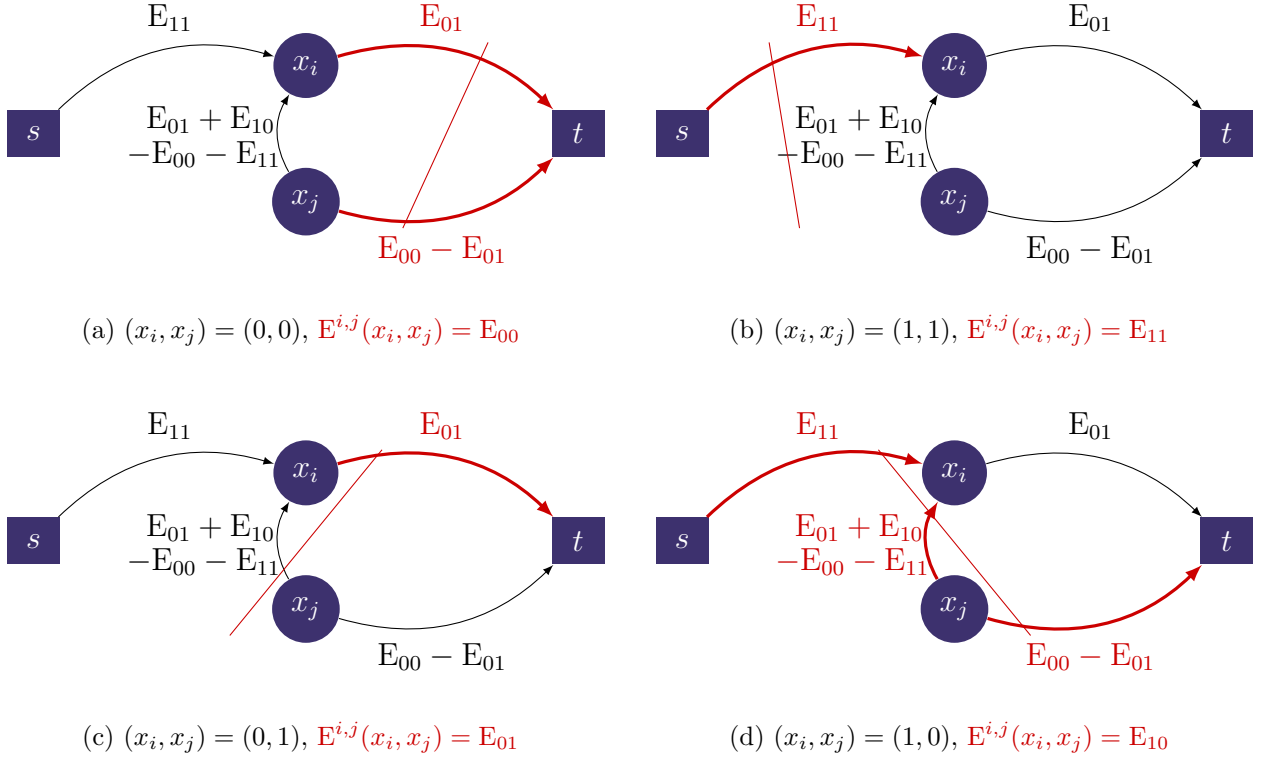 E₁₁ E₀₁ E₁₁ E₀₁
xᵢ xᵢ
s E₀₁ + E₁₀ t s E₀₁ + E₁₀ t
−E₀₀ − E₁₁ −E₀₀ − E₁₁
xⱼ xⱼ
E₀₀ − E₀₁ E₀₀ − E₀₁
(a) (xᵢ, xⱼ) = (0, 0), Eⁱ,ʲ(xᵢ, xⱼ) = E₀₀
(b) (xᵢ, xⱼ) = (1, 1), Eⁱ,ʲ(xᵢ, xⱼ) = E₁₁
E₁₁ E₀₁ E₁₁ E₀₁
xᵢ xᵢ
s E₀₁ + E₁₀ t s E₀₁ + E₁₀ t
−E₀₀ − E₁₁ −E₀₀ − E₁₁
xⱼ xⱼ
E₀₀ − E₀₁ E₀₀ − E₀₁
(c) (xᵢ, xⱼ) = (0, 1), Eⁱ,ʲ(xᵢ, xⱼ) = E₀₁
(d) (xᵢ, xⱼ) = (1, 0), Eⁱ,ʲ(xᵢ, xⱼ) = E₁₀